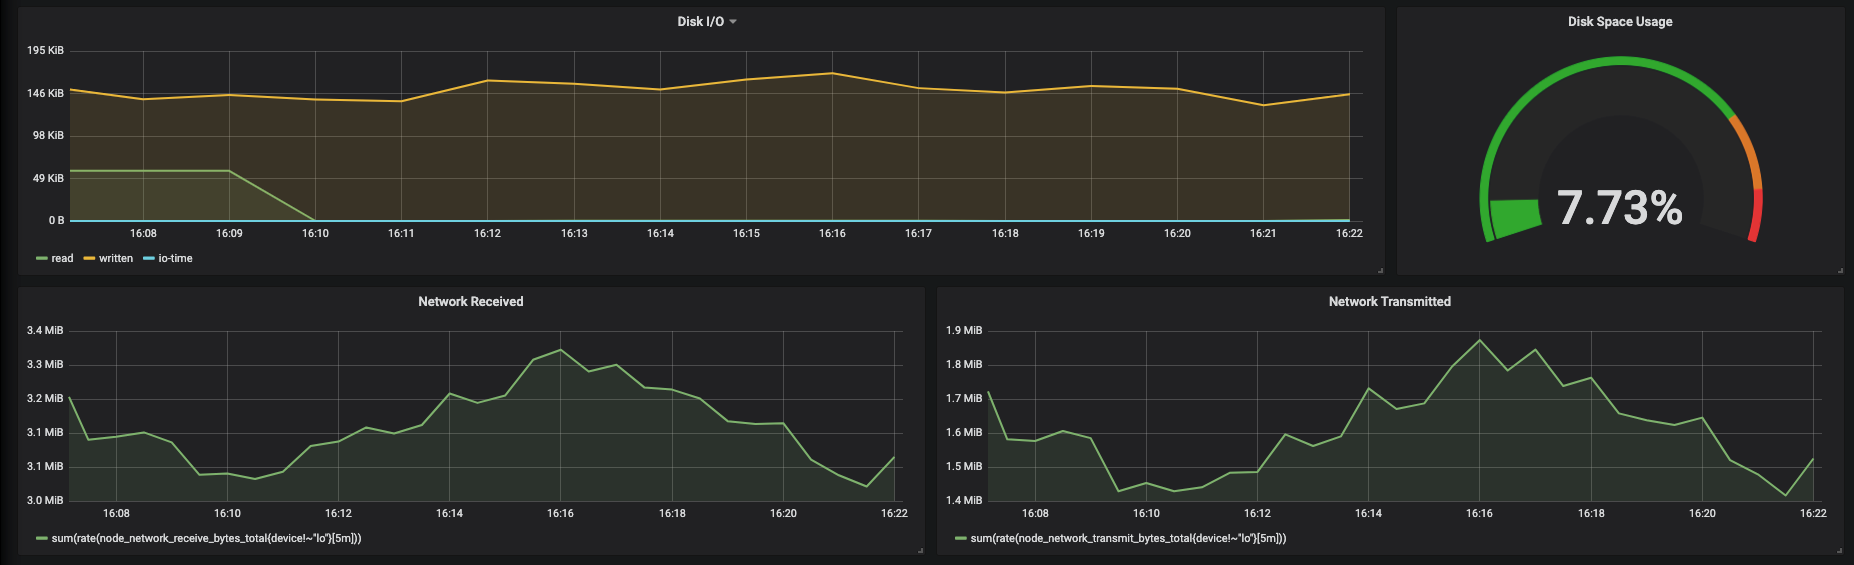 Disk I/O
195 KiB
146 KiB
98 KiB
49 KiB
0 B
16:08 16:09 16:10 16:11 16:12 16:13 16:14 16:15 16:16 16:17 16:18 16:19 16:20 16:21 16:22
read written io-time
Disk Space Usage
7.73%
Network Received
3.4 MiB
3.3 MiB
3.2 MiB
3.1 MiB
3.1 MiB
3.0 MiB
16:08 16:10 16:12 16:14 16:16 16:18 16:20 16:22
sum(rate(node_network_receive_bytes_total{device!~"lo"}[5m]))
Network Transmitted
1.9 MiB
1.8 MiB
1.7 MiB
1.6 MiB
1.5 MiB
1.4 MiB
16:08 16:10 16:12 16:14 16:16 16:18 16:20 16:22
sum(rate(node_network_transmit_bytes_total{device!~"lo"}[5m]))